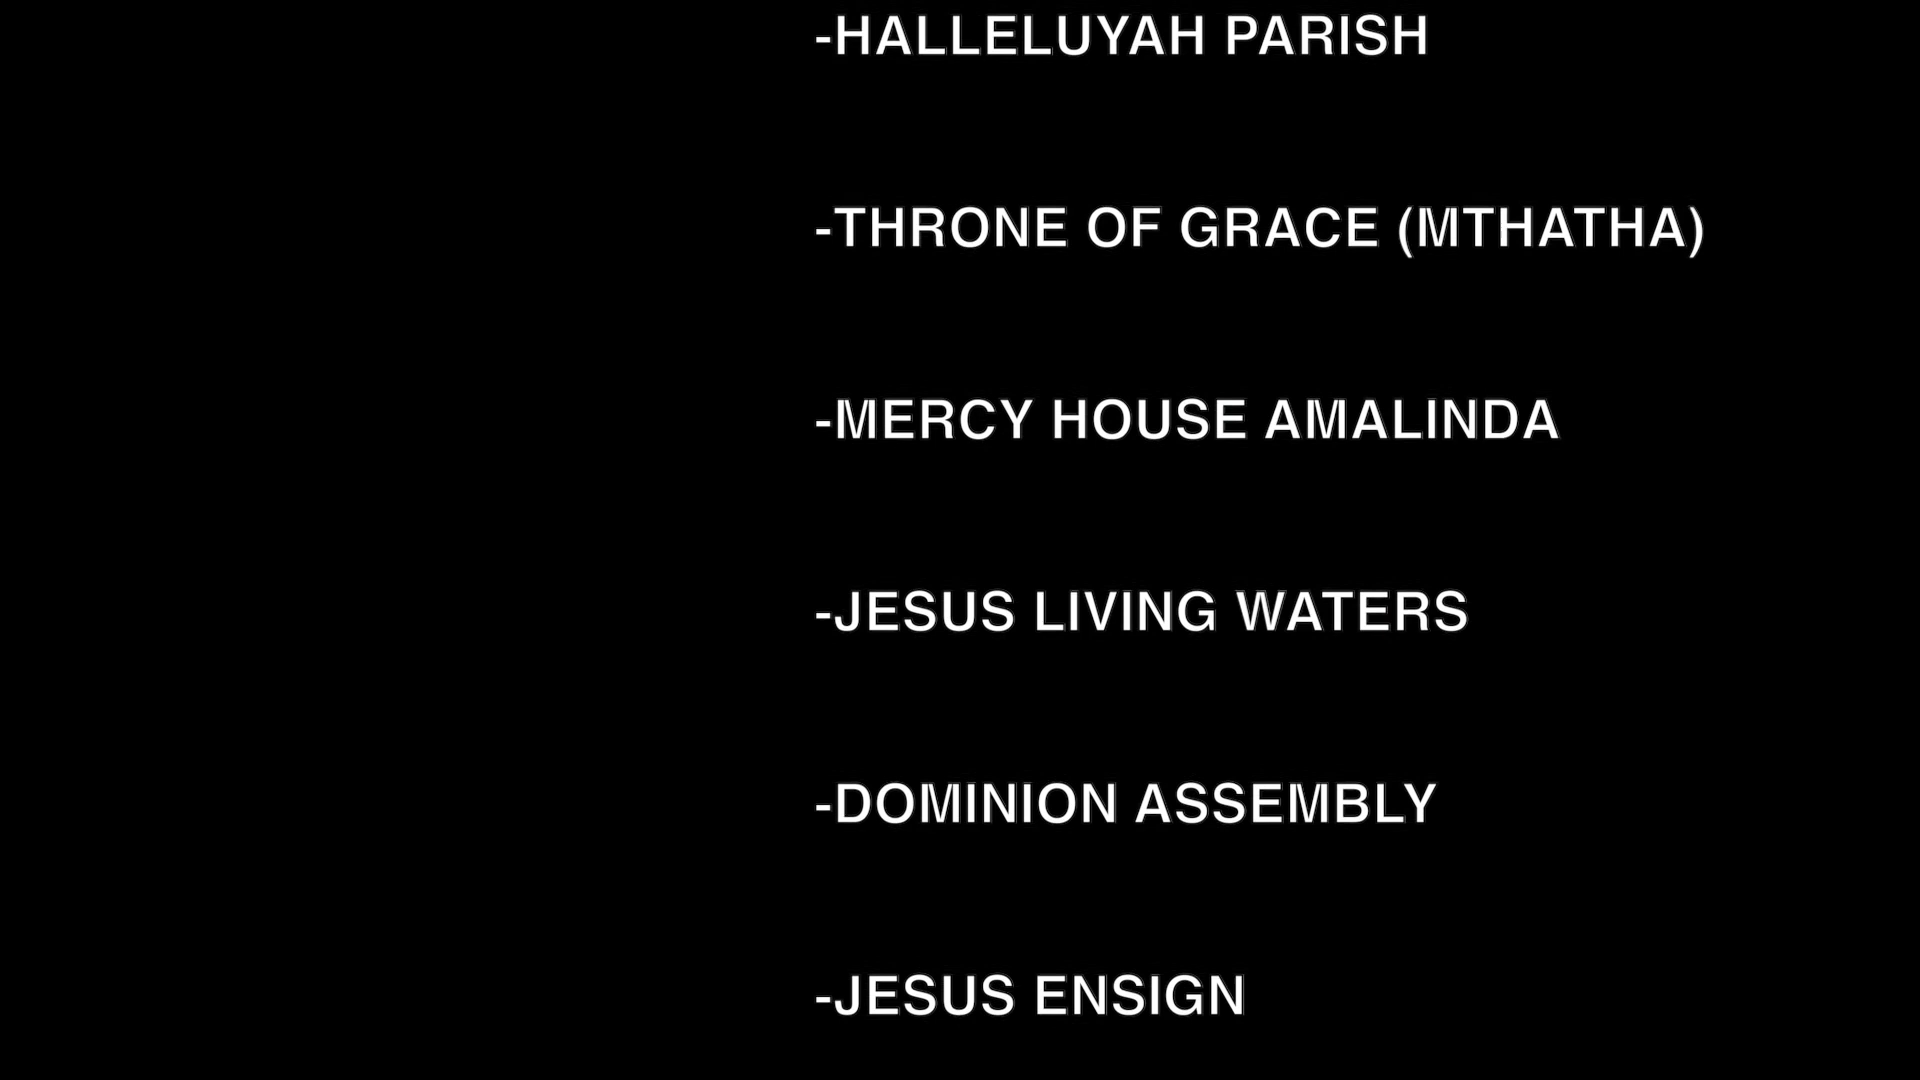 -HALLELUYAH PARISH
-THRONE OF GRACE (MTHATHA)
-MERCY HOUSE AMALINDA
-JESUS LIVING WATERS
-DOMINION ASSEMBLY
-JESUS ENSIGN